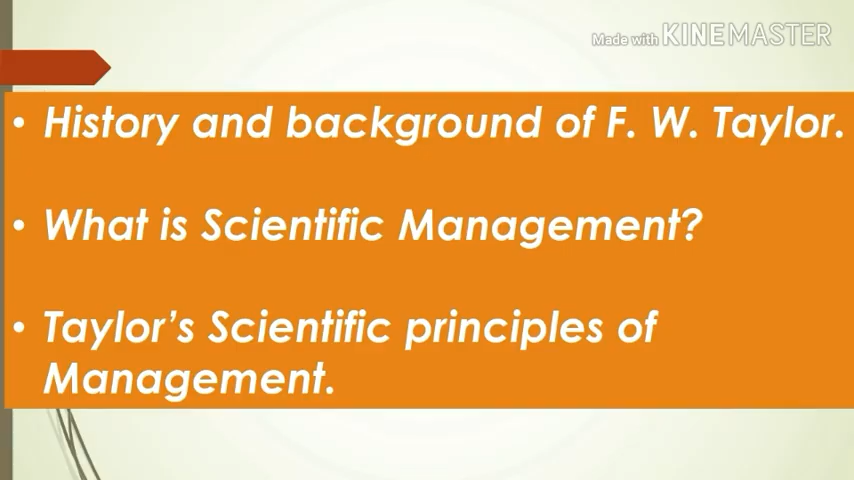 Made with KINEMASTER
• History and background of F. W. Taylor.
• What is Scientific Management?
• Taylor's Scientific principles of
Management.